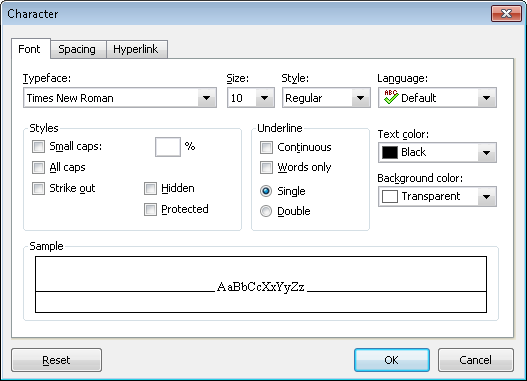 Character
Font Spacing Hyperlink
Typeface: Size: Style: Language:
Times New Roman 10 Regular ABC Default
Styles Underline Text color:
Small caps: % Continuous Black
All caps Words only Background color:
Strike out Hidden Single Transparent
Protected Double
Sample
AaBbCcXxYyZz
Reset OK Cancel